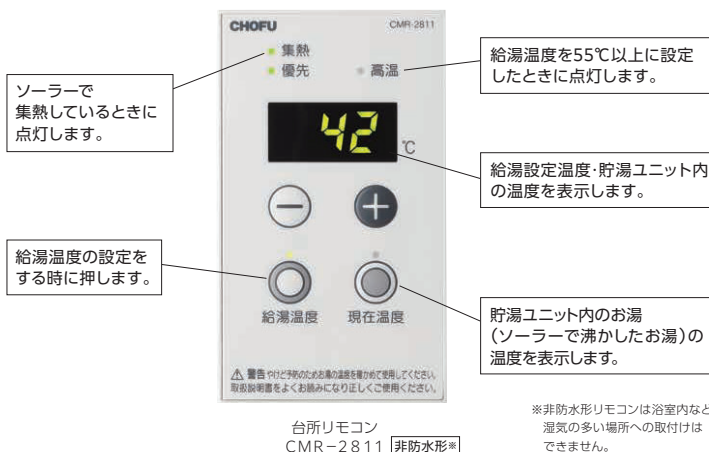 CHOFU
CMR-2811
集熱
優先
高温
42
℃
給湯温度
現在温度
警告 やけど予防のためお湯の温度を確かめて使用してください。
取扱説明書をよくお読みになり正しくご使用ください。
ソーラーで
集熱しているときに
点灯します。
給湯温度の設定を
する時に押します。
給湯温度を55℃以上に設定
したときに点灯します。
給湯設定温度・貯湯ユニット内
の温度を表示します。
貯湯ユニット内のお湯
(ソーラーで沸かしたお湯)の
温度を表示します。
台所リモコン
CMR−2811 非防水形※
※非防水形リモコンは浴室内など
湿気の多い場所への取付けは
できません。